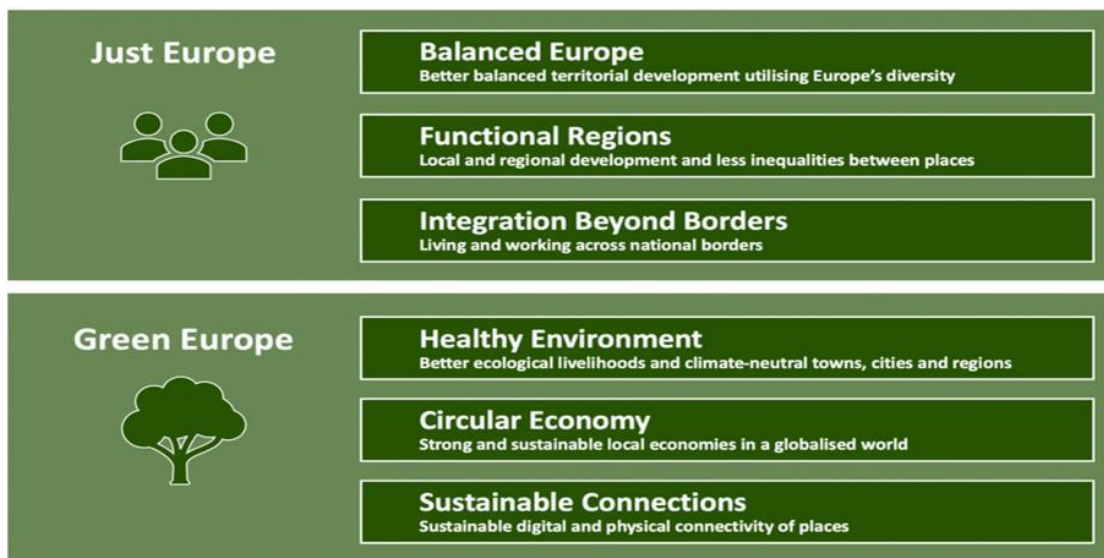 Just Europe
Balanced Europe
Better balanced territorial development utilising Europe's diversity
Functional Regions
Local and regional development and less inequalities between places
Integration Beyond Borders
Living and working across national borders
Green Europe
Healthy Environment
Better ecological livelihoods and climate-neutral towns, cities and regions
Circular Economy
Strong and sustainable local economies in a globalised world
Sustainable Connections
Sustainable digital and physical connectivity of places